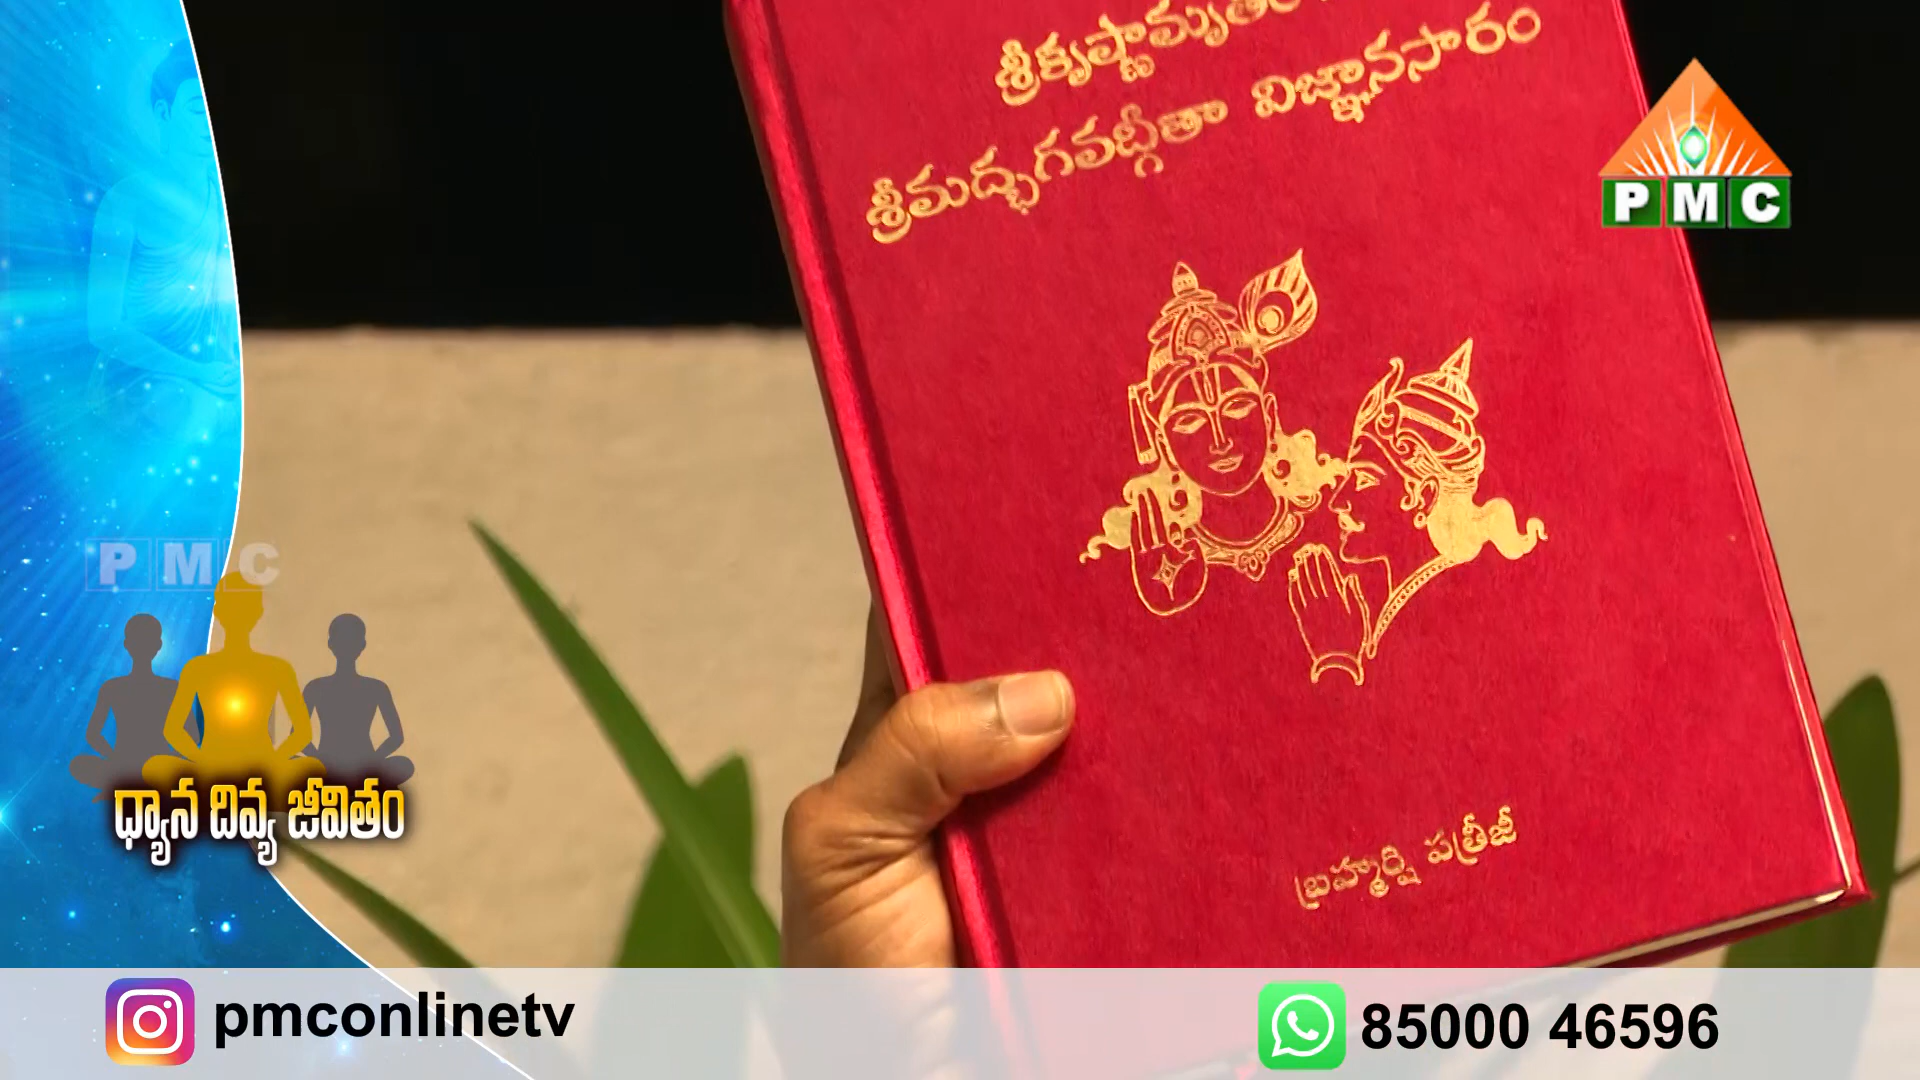 శ్రీకృష్ణామృతం
శ్రీమద్భగవద్గీతా విజ్ఞానసారం
PMC
PMC
ధ్యాన దివ్య జీవితం
బ్రహ్మర్షి పత్రీజీ
pmconlinetv
85000 46596